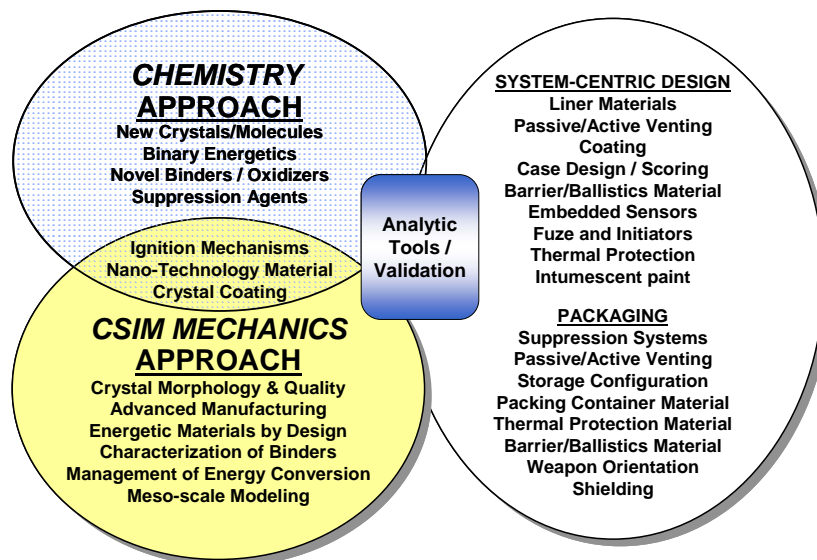 CHEMISTRY
APPROACH
New Crystals/Molecules
Binary Energetics
Novel Binders / Oxidizers
Suppression Agents
Ignition Mechanisms
Nano-Technology Material
Crystal Coating
CSIM MECHANICS
APPROACH
Crystal Morphology & Quality
Advanced Manufacturing
Energetic Materials by Design
Characterization of Binders
Management of Energy Conversion
Meso-scale Modeling
Analytic
Tools /
Validation
SYSTEM-CENTRIC DESIGN
Liner Materials
Passive/Active Venting
Coating
Case Design / Scoring
Barrier/Ballistics Material
Embedded Sensors
Fuze and Initiators
Thermal Protection
Intumescent paint
PACKAGING
Suppression Systems
Passive/Active Venting
Storage Configuration
Packing Container Material
Thermal Protection Material
Barrier/Ballistics Material
Weapon Orientation
Shielding